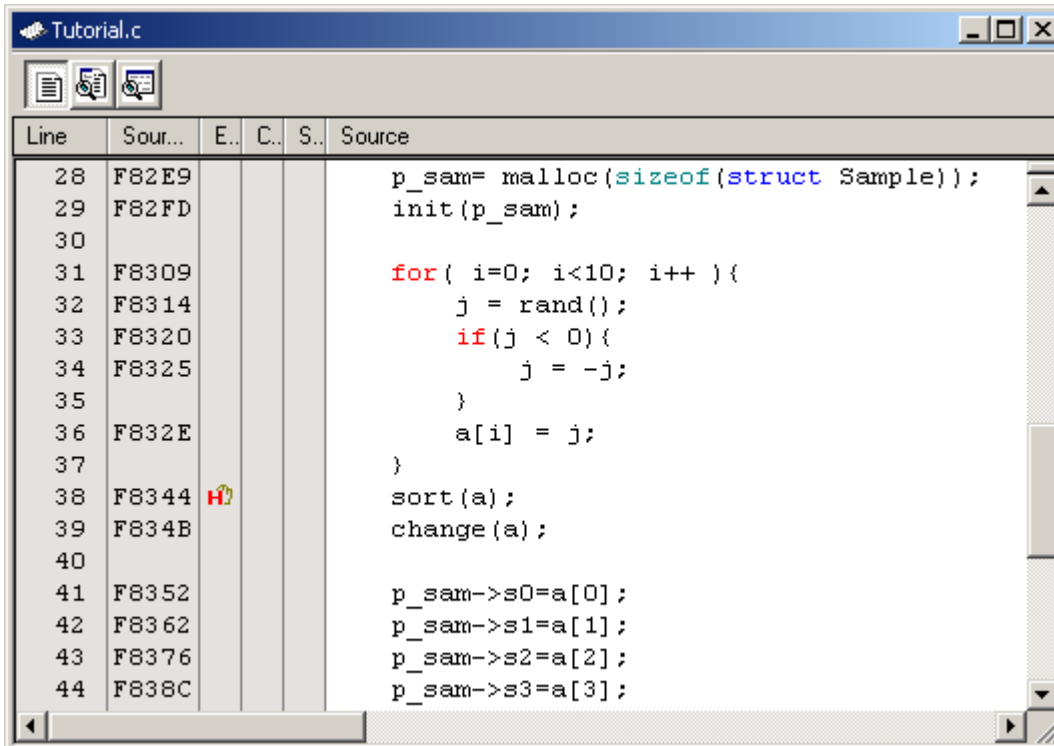 Tutorial.c
Line Sour... E.. C.. S.. Source
28 F82E9 p_sam= malloc(sizeof(struct Sample));
29 F82FD init(p_sam);
30
31 F8309 for( i=0; i<10; i++ ){
32 F8314 j = rand();
33 F8320 if(j < 0){
34 F8325 j = -j;
35 }
36 F832E a[i] = j;
37 }
38 F8344 H sort(a);
39 F834B change(a);
40
41 F8352 p_sam->s0=a[0];
42 F8362 p_sam->s1=a[1];
43 F8376 p_sam->s2=a[2];
44 F838C p_sam->s3=a[3];